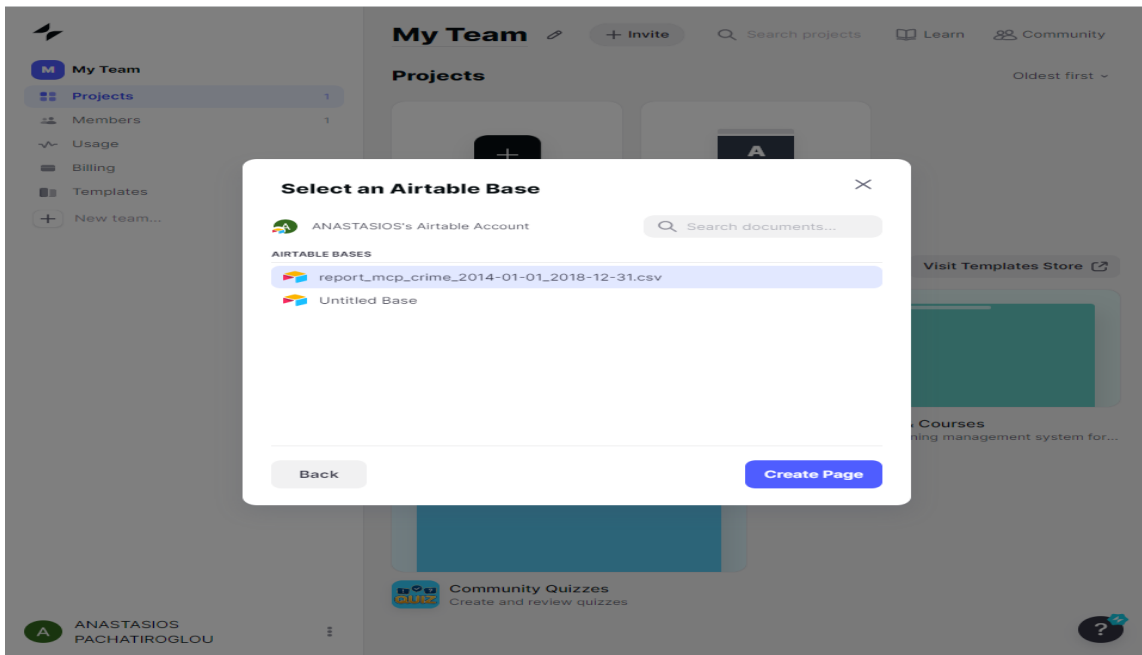 My Team
+ Invite
Search projects
Learn
Community
M My Team
Projects
Oldest first
Projects 1
Members 1
Usage
Billing
Templates
+ New team...
A
Select an Airtable Base
A ANASTASIOS's Airtable Account
Search documents...
AIRTABLE BASES
report_mcp_crime_2014-01-01_2018-12-31.csv
Untitled Base
Back
Create Page
Visit Templates Store
Courses
management system for...
Community Quizzes
Create and review quizzes
A ANASTASIOS
PACHATIROGLOU
?